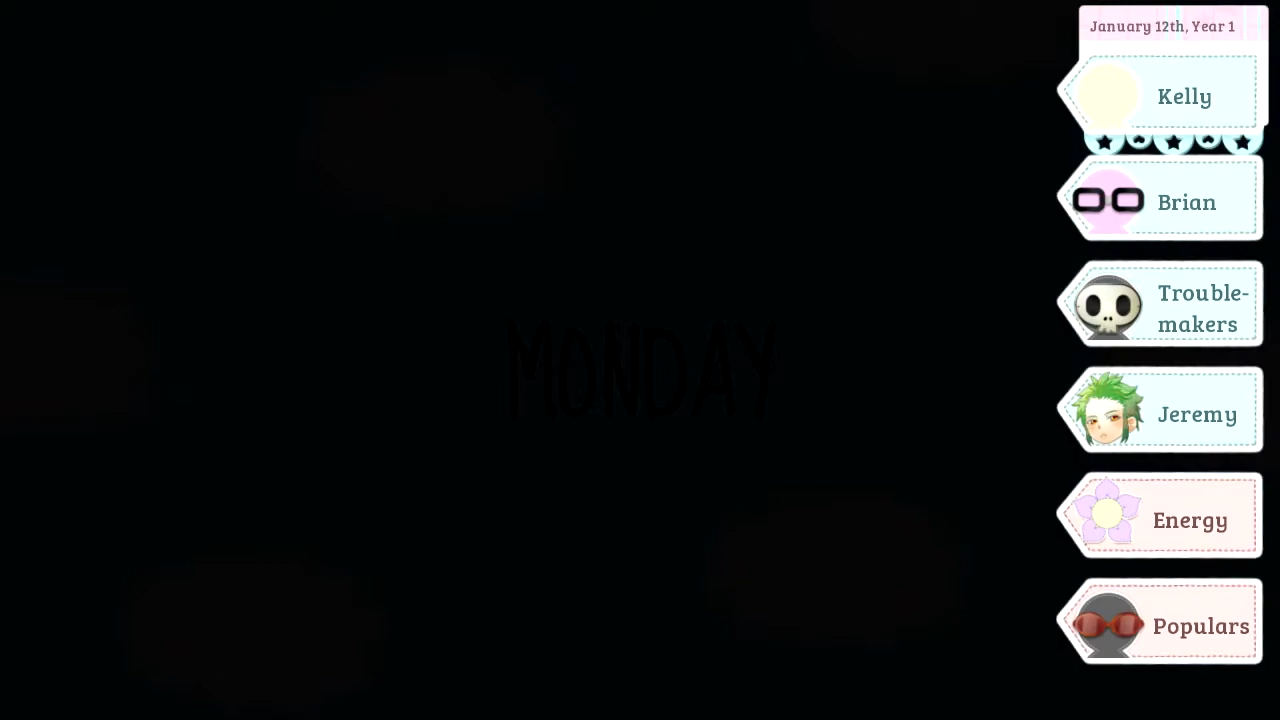 January 12th, Year 1
Kelly
Brian
Trouble-
makers
MONDAY
Jeremy
Energy
Populars